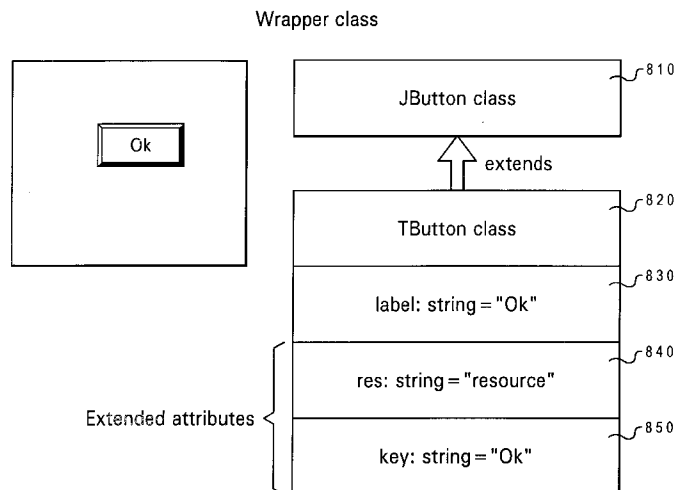 Wrapper class
Ok
JButton class
810
extends
TButton class
820
label: string="Ok"
830
res: string="resource"
840
Extended attributes
key: string="Ok"
850